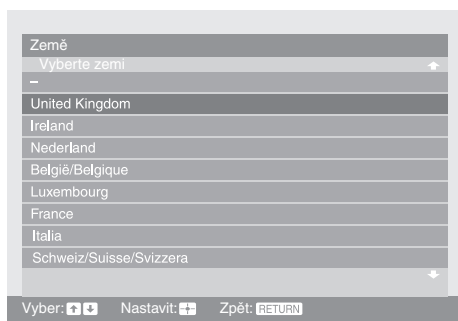 Země
Vyberte zemi
–
United Kingdom
Ireland
Nederland
België/Belgique
Luxembourg
France
Italia
Schweiz/Suisse/Svizzera
Vyber: Nastavit: Zpět: RETURN